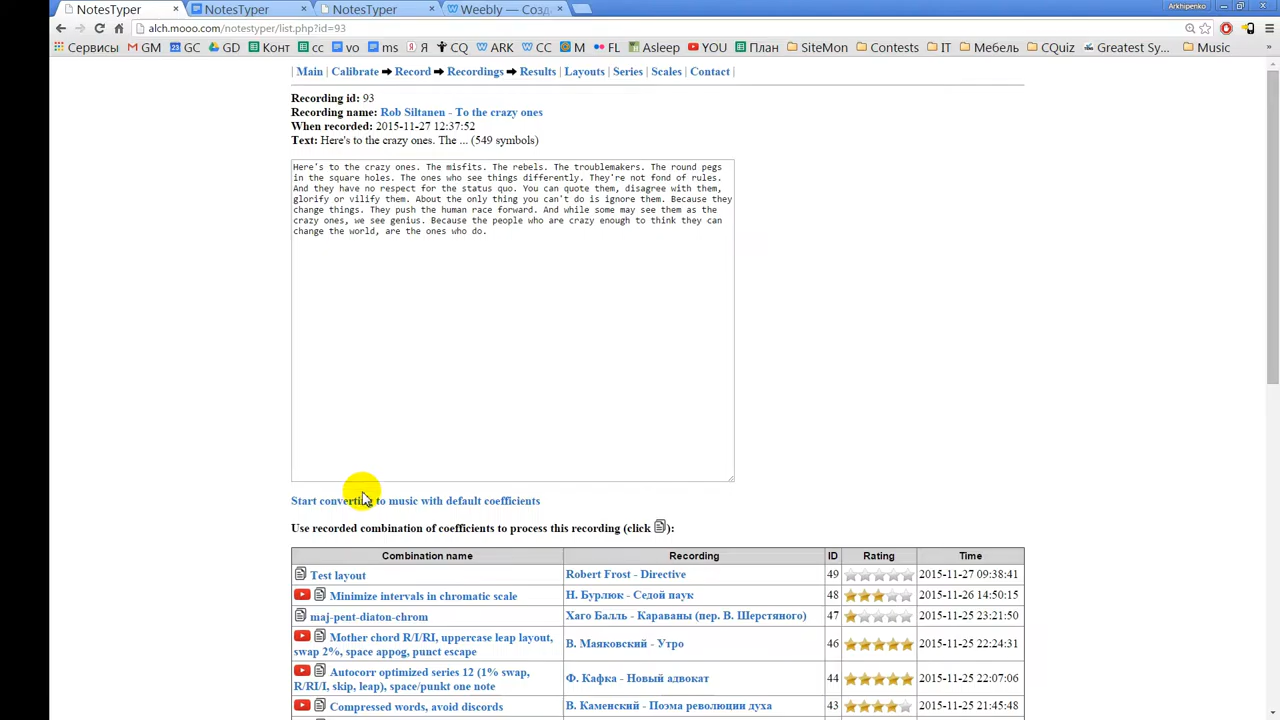 NotesTyper
NotesTyper
NotesTyper
Weebly — Созд
Arkhipenko
alch.mooo.com/notestyper/list.php?id=93
Сервисы GM GC GD Конт cc vo ms Я CQ ARK CC M FL Asleep YOU План SiteMon Contests IT Мебель CQuiz Greatest Sy... Music
| Main | Calibrate Record Recordings Results | Layouts | Series | Scales | Contact |
Recording id: 93
Recording name: Rob Siltanen - To the crazy ones
When recorded: 2015-11-27 12:37:52
Text: Here's to the crazy ones. The ... (549 symbols)
Here's to the crazy ones. The misfits. The rebels. The troublemakers. The round pegs
in the square holes. The ones who see things differently. They're not fond of rules.
And they have no respect for the status quo. You can quote them, disagree with them,
glorify or vilify them. About the only thing you can't do is ignore them. Because they
change things. They push the human race forward. And while some may see them as the
crazy ones, we see genius. Because the people who are crazy enough to think they can
change the world, are the ones who do.
Start converting to music with default coefficients
Use recorded combination of coefficients to process this recording (click ):
Combination name Recording ID Rating Time
Test layout Robert Frost - Directive 49 2015-11-27 09:38:41
Minimize intervals in chromatic scale Н. Бурлюк - Седой паук 48 2015-11-26 14:50:15
maj-pent-diaton-chrom Хаго Балль - Караваны (пер. В. Шерстяного) 47 2015-11-25 23:21:50
Mother chord R/I/RI, uppercase leap layout,
swap 2%, space appog, punct escape В. Маяковский - Утро 46 2015-11-25 22:24:31
Autocorr optimized series 12 (1% swap,
R/RI/I, skip, leap), space/punkt one note Ф. Кафка - Новый адвокат 44 2015-11-25 22:07:06
Compressed words, avoid discords В. Каменский - Поэма революции духа 43 2015-11-25 21:45:48